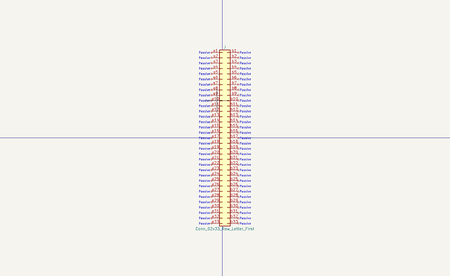 J
Passive a1 b1 Passive
Passive a2 b2 Passive
Passive a3 b3 Passive
Passive a4 b4 Passive
Passive a5 b5 Passive
Passive a6 b6 Passive
Passive a7 b7 Passive
Passive a8 b8 Passive
Passive a9 b9 Passive
Passive a10 b10 Passive
Passive a11 b11 Passive
Passive a12 b12 Passive
Passive a13 b13 Passive
Passive a14 b14 Passive
Passive a15 b15 Passive
Passive a16 b16 Passive
Passive a17 b17 Passive
Passive a18 b18 Passive
Passive a19 b19 Passive
Passive a20 b20 Passive
Passive a21 b21 Passive
Passive a22 b22 Passive
Passive a23 b23 Passive
Passive a24 b24 Passive
Passive a25 b25 Passive
Passive a26 b26 Passive
Passive a27 b27 Passive
Passive a28 b28 Passive
Passive a29 b29 Passive
Passive a30 b30 Passive
Passive a31 b31 Passive
Passive a32 b32 Passive
Passive a33 b33 Passive
Conn_02x33_Row_Letter_First